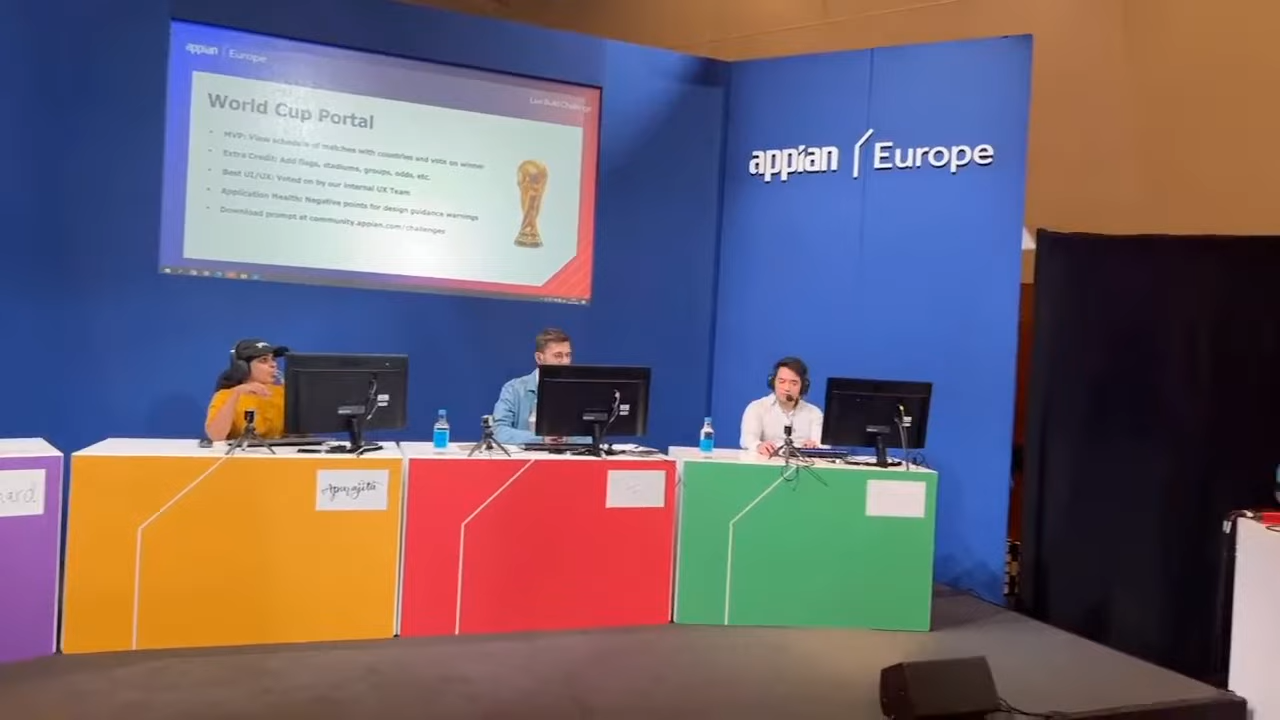 appian Europe
Live Build Challenge
World Cup Portal
• MVP: View schedule of matches with countries and vote on winner
• Extra Credit: Add flags, stadiums, groups, odds, etc.
• Best UI/UX: Voted on by our internal UX Team
• Application Health: Negative points for design guidance warnings
• Download prompt at community.appian.com/challenges
appian Europe
Aparajita